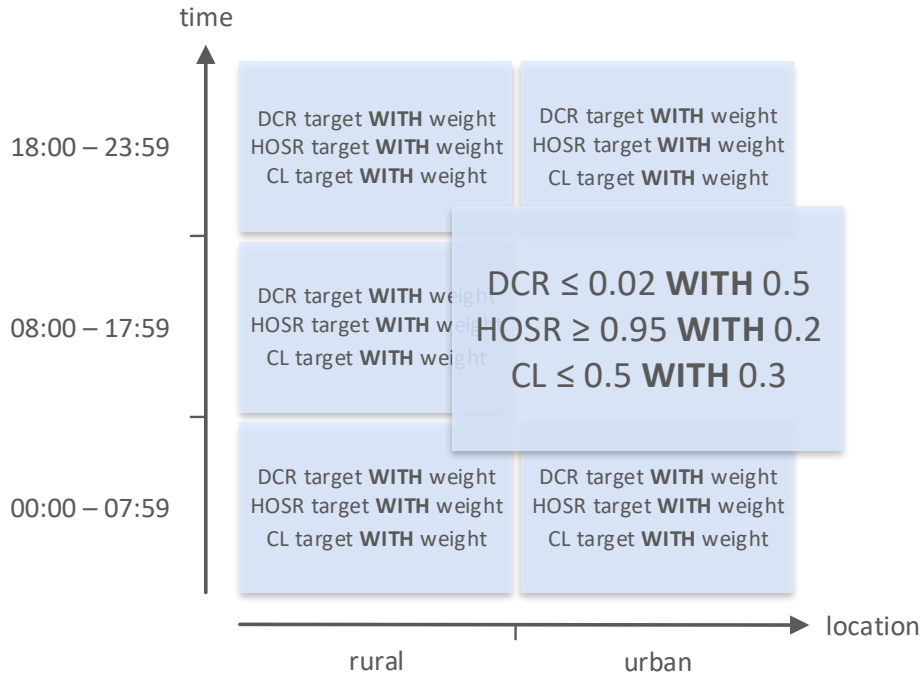 time
18:00 – 23:59
DCR target WITH weight
HOSR target WITH weight
CL target WITH weight
DCR target WITH weight
HOSR target WITH weight
CL target WITH weight
08:00 – 17:59
DCR target WITH weight
HOSR target WITH weight
CL target WITH weight
DCR ≤ 0.02 WITH 0.5
HOSR ≥ 0.95 WITH 0.2
CL ≤ 0.5 WITH 0.3
00:00 – 07:59
DCR target WITH weight
HOSR target WITH weight
CL target WITH weight
DCR target WITH weight
HOSR target WITH weight
CL target WITH weight
location
rural
urban